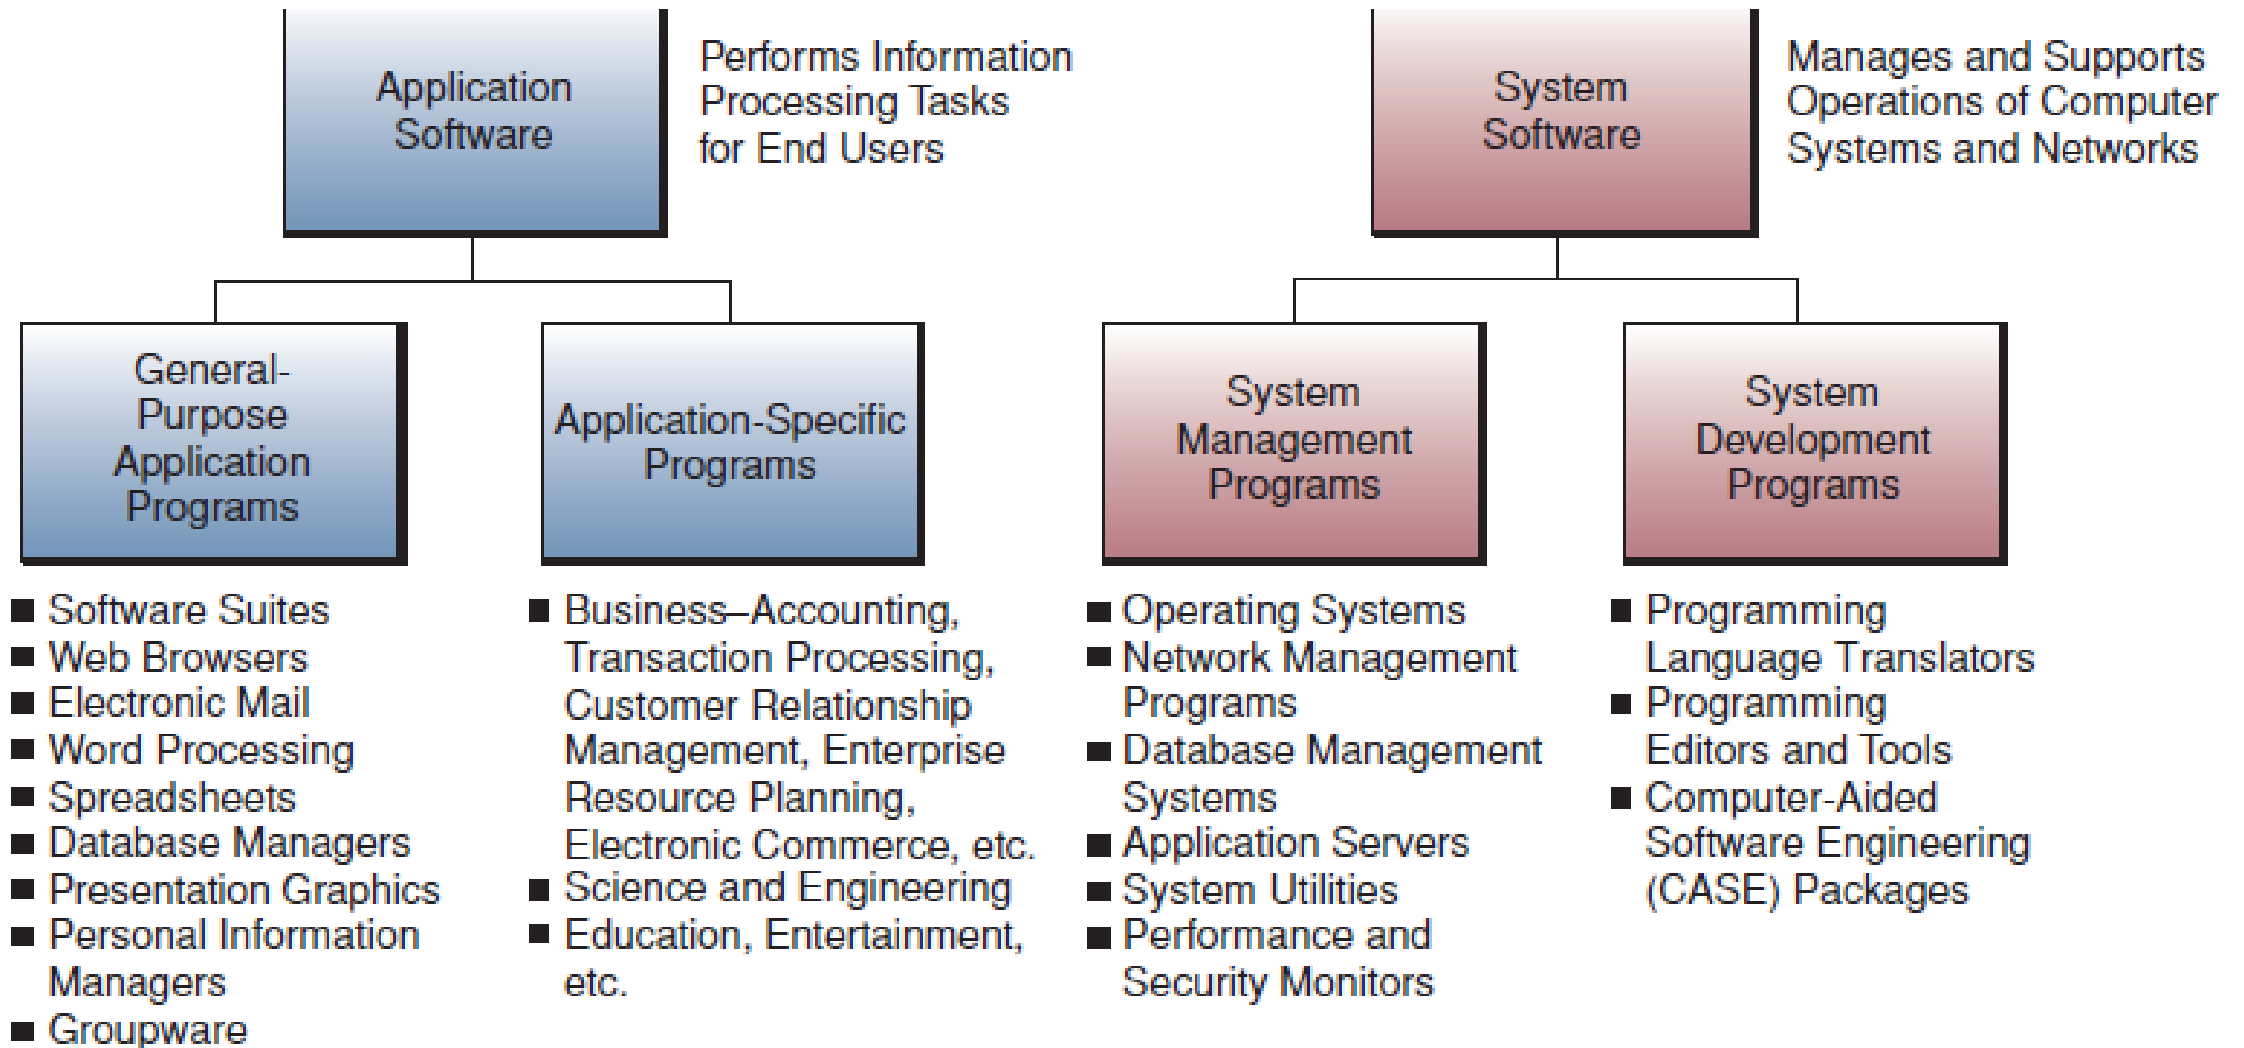 Application
Software
Performs Information
Processing Tasks
for End Users
System
Software
Manages and Supports
Operations of Computer
Systems and Networks
General-
Purpose
Application
Programs
Application-Specific
Programs
System
Management
Programs
System
Development
Programs
■ Software Suites
■ Web Browsers
■ Electronic Mail
■ Word Processing
■ Spreadsheets
■ Database Managers
■ Presentation Graphics
■ Personal Information
Managers
■ Groupware
■ Business–Accounting,
Transaction Processing,
Customer Relationship
Management, Enterprise
Resource Planning,
Electronic Commerce, etc.
■ Science and Engineering
■ Education, Entertainment,
etc.
■ Operating Systems
■ Network Management
Programs
■ Database Management
Systems
■ Application Servers
■ System Utilities
■ Performance and
Security Monitors
■ Programming
Language Translators
■ Programming
Editors and Tools
■ Computer-Aided
Software Engineering
(CASE) Packages